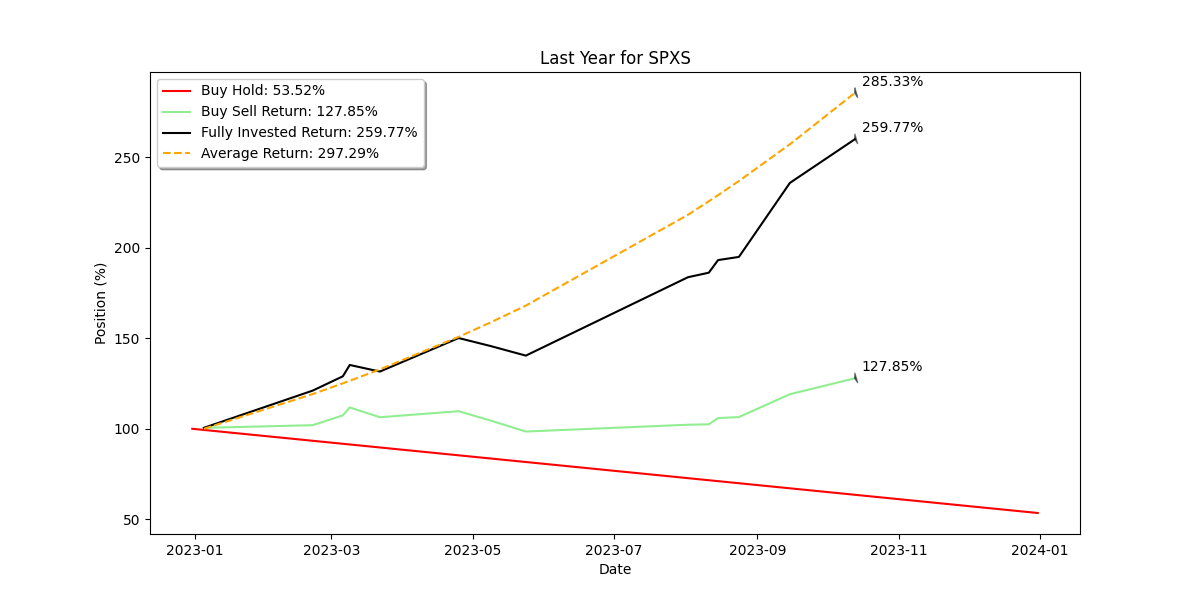 Last Year for SPXS
Buy Hold: 53.52%
Buy Sell Return: 127.85%
Fully Invested Return: 259.77%
Average Return: 297.29%
285.33%
259.77%
127.85%
Position (%)
250
200
150
100
50
2023-01
2023-03
2023-05
2023-07
2023-09
2023-11
2024-01
Date